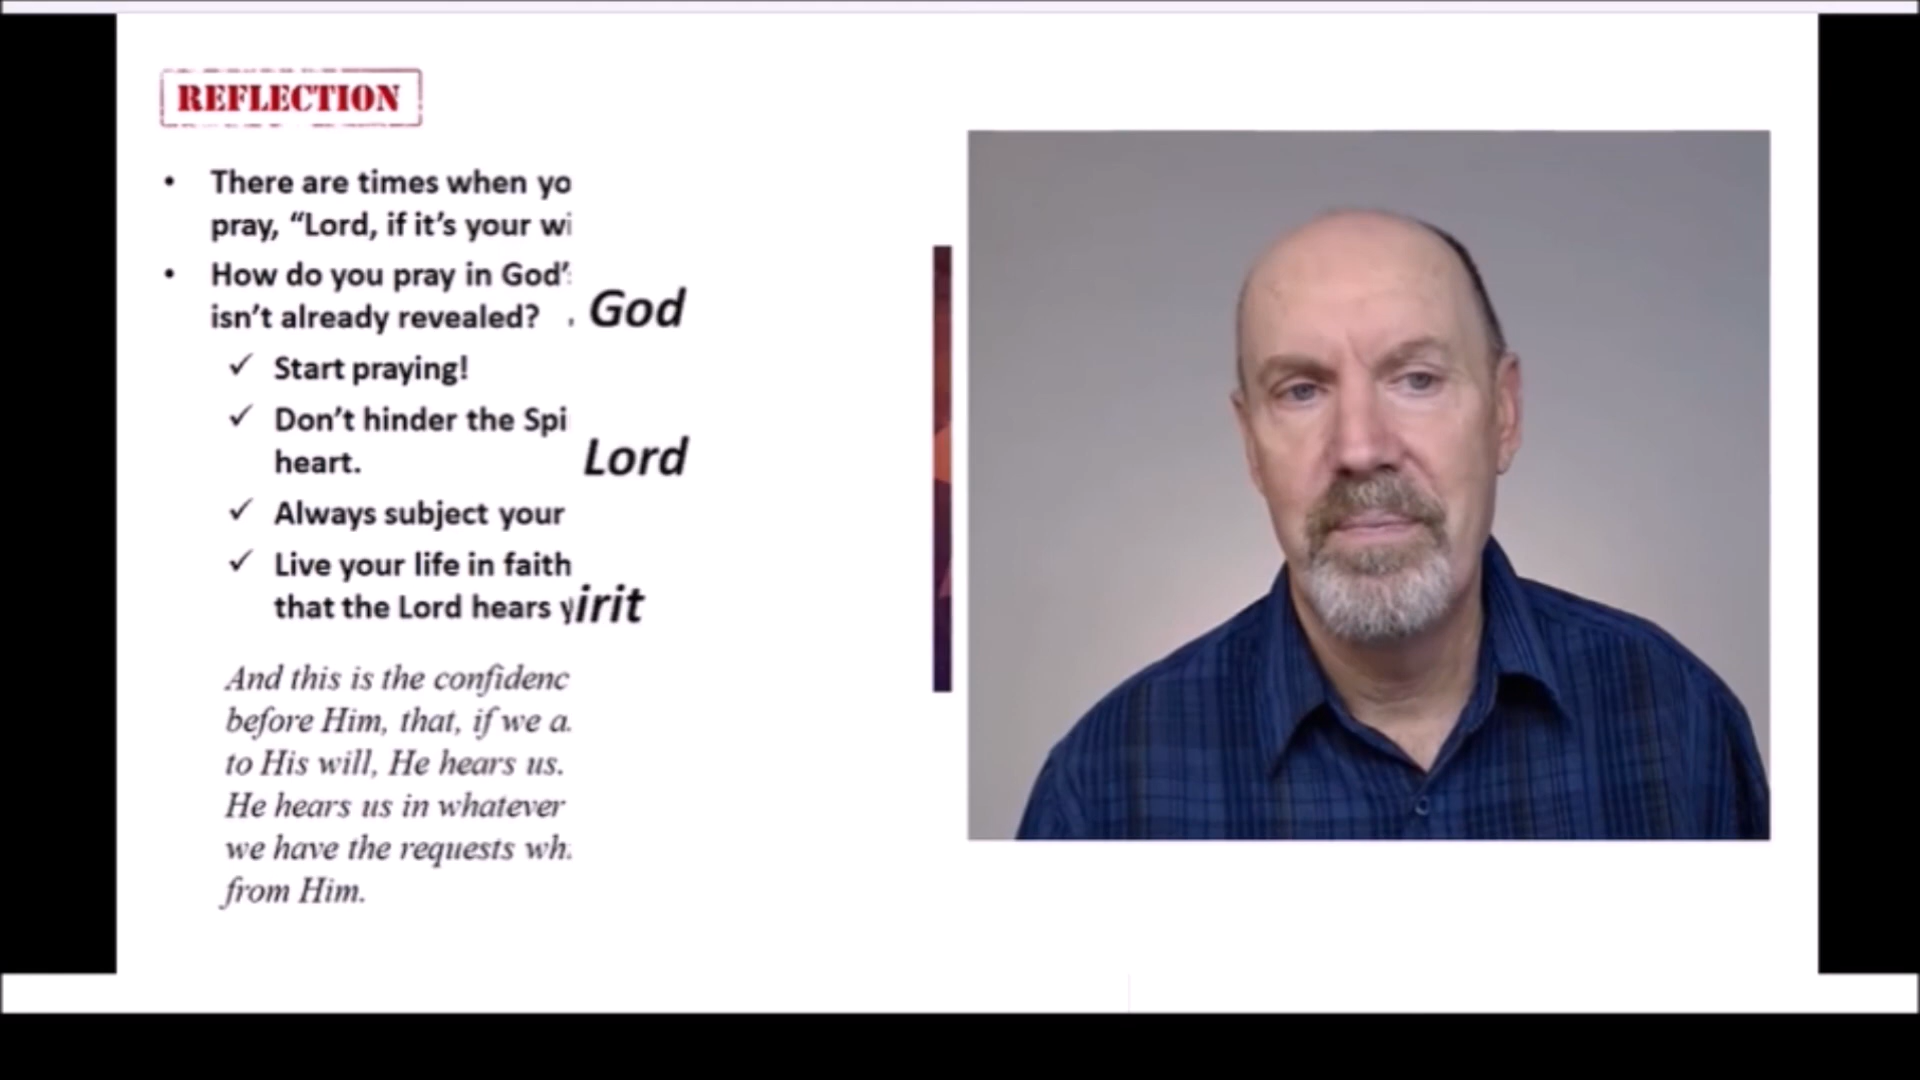 REFLECTION
• There are times when yo
pray, “Lord, if it’s your wi
• How do you pray in God’
isn’t already revealed?
God
✓ Start praying!
✓ Don’t hinder the Spi
heart.
Lord
✓ Always subject your
✓ Live your life in faith
that the Lord hears
irit
And this is the confidenc
before Him, that, if we a
to His will, He hears us.
He hears us in whatever
we have the requests wh
from Him.